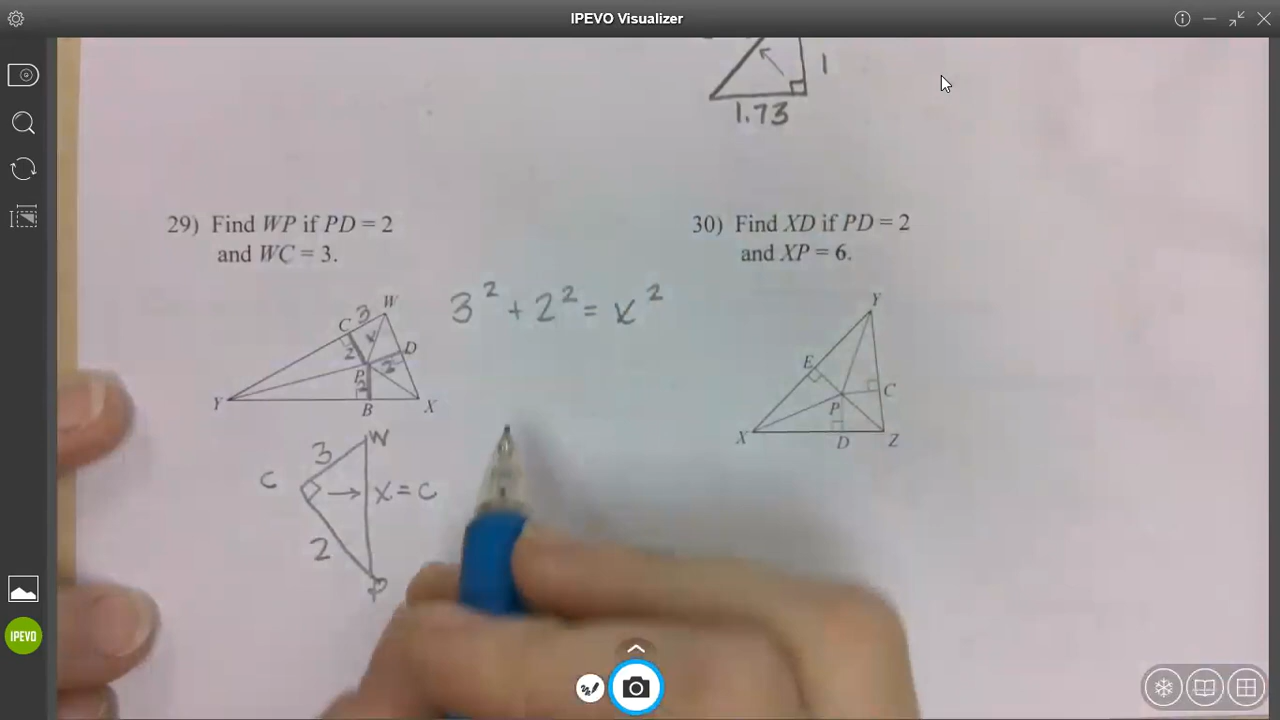 IPEVO Visualizer
1
1.73
29) Find WP if PD = 2
and WC = 3.
3² + 2² = x²
3
W
C
x
2
D
2
P
2
Y
B
X
W
3
C
x = c
2
P
30) Find XD if PD = 2
and XP = 6.
Y
E
C
P
X
D
Z
IPEVO